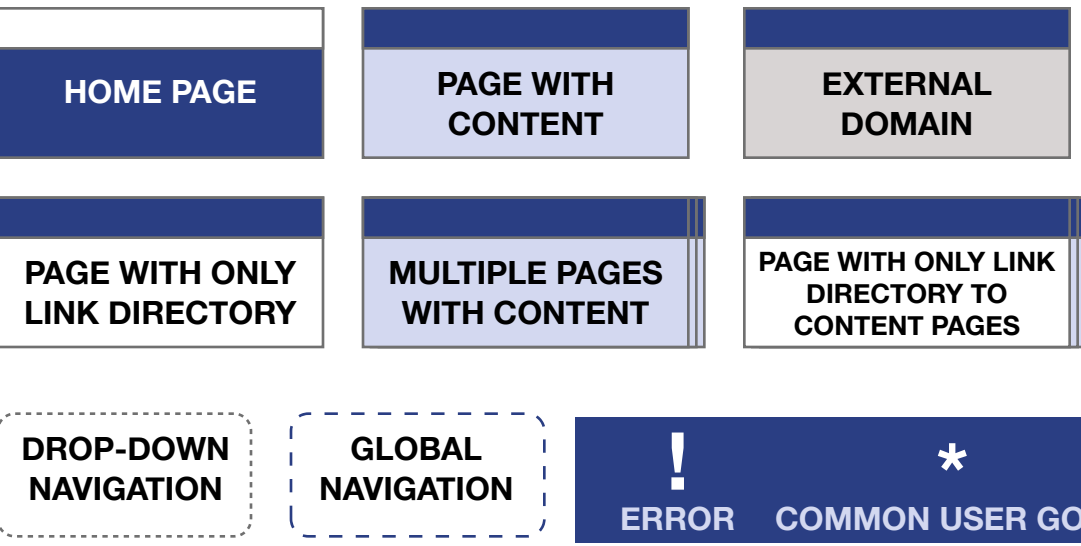 HOME PAGE
PAGE WITH
CONTENT
EXTERNAL
DOMAIN
PAGE WITH ONLY
LINK DIRECTORY
MULTIPLE PAGES
WITH CONTENT
PAGE WITH ONLY LINK
DIRECTORY TO
CONTENT PAGES
DROP-DOWN
NAVIGATION
GLOBAL
NAVIGATION
!
*
ERROR
COMMON USER